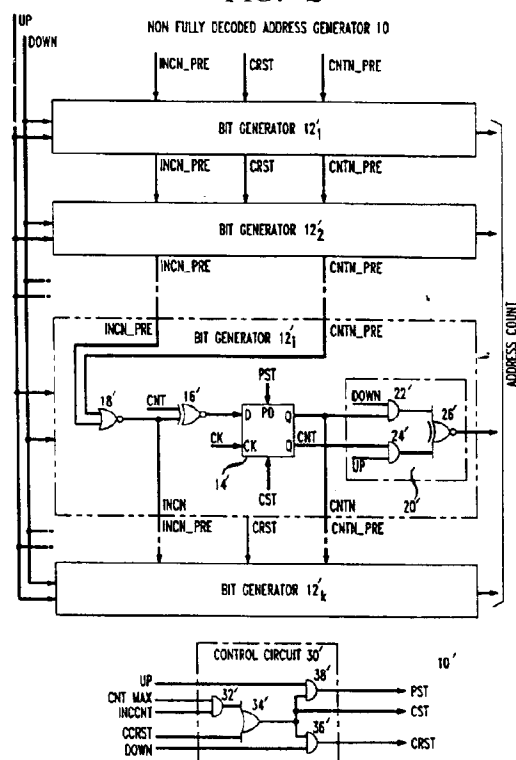 FIG. 2
UP
DOWN
NON FULLY DECODED ADDRESS GENERATOR 10
INCN_PRE CRST CNTN_PRE
BIT GENERATOR 12'1
INCN_PRE CRST CNTN_PRE
BIT GENERATOR 12'2
INCN_PRE CNTN_PRE
INCN_PRE BIT GENERATOR 12'i CNTN_PRE
ADDRESS COUNT
PST
18' CNT 16' D PD Q DOWN 22' 26'
CK CK Q CNT 24'
UP
14' CST 20'
INCN CNTN
INCN_PRE CRST CNTN_PRE
BIT GENERATOR 12'k
CONTROL CIRCUIT 30' 10'
UP 38' PST
CNT MAX 32'
INCCNT 34' CST
CCRST 36' CRST
DOWN